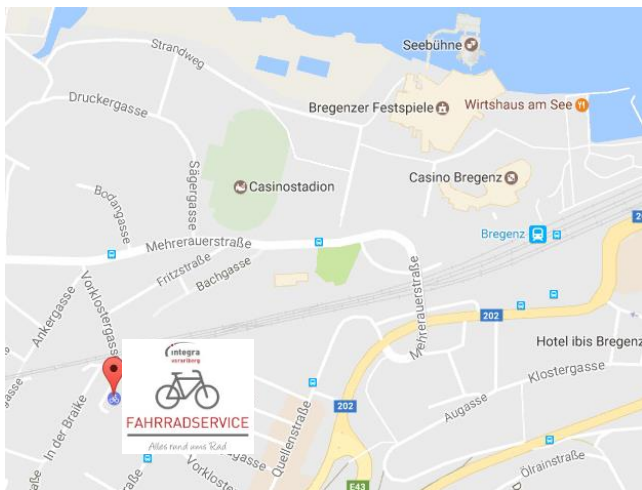 Seebühne
Strandweg
Bregenzer Festspiele
Wirtshaus am See
Druckergasse
Sägergasse
Casinostadion
Casino Bregenz
Bodangasse
Mehrerauerstraße
Bregenz
Fritzstraße
Bachgasse
Ankergasse
Vorklostergasse
Mehrerauerstraße
202
Hotel ibis Bregenz
Klostergasse
integra
vorarlberg
FAHRRADSERVICE
Alles rund ums Rad
In der Braike
Quellenstraße
202
Augasse
Ölrainstraße
E43